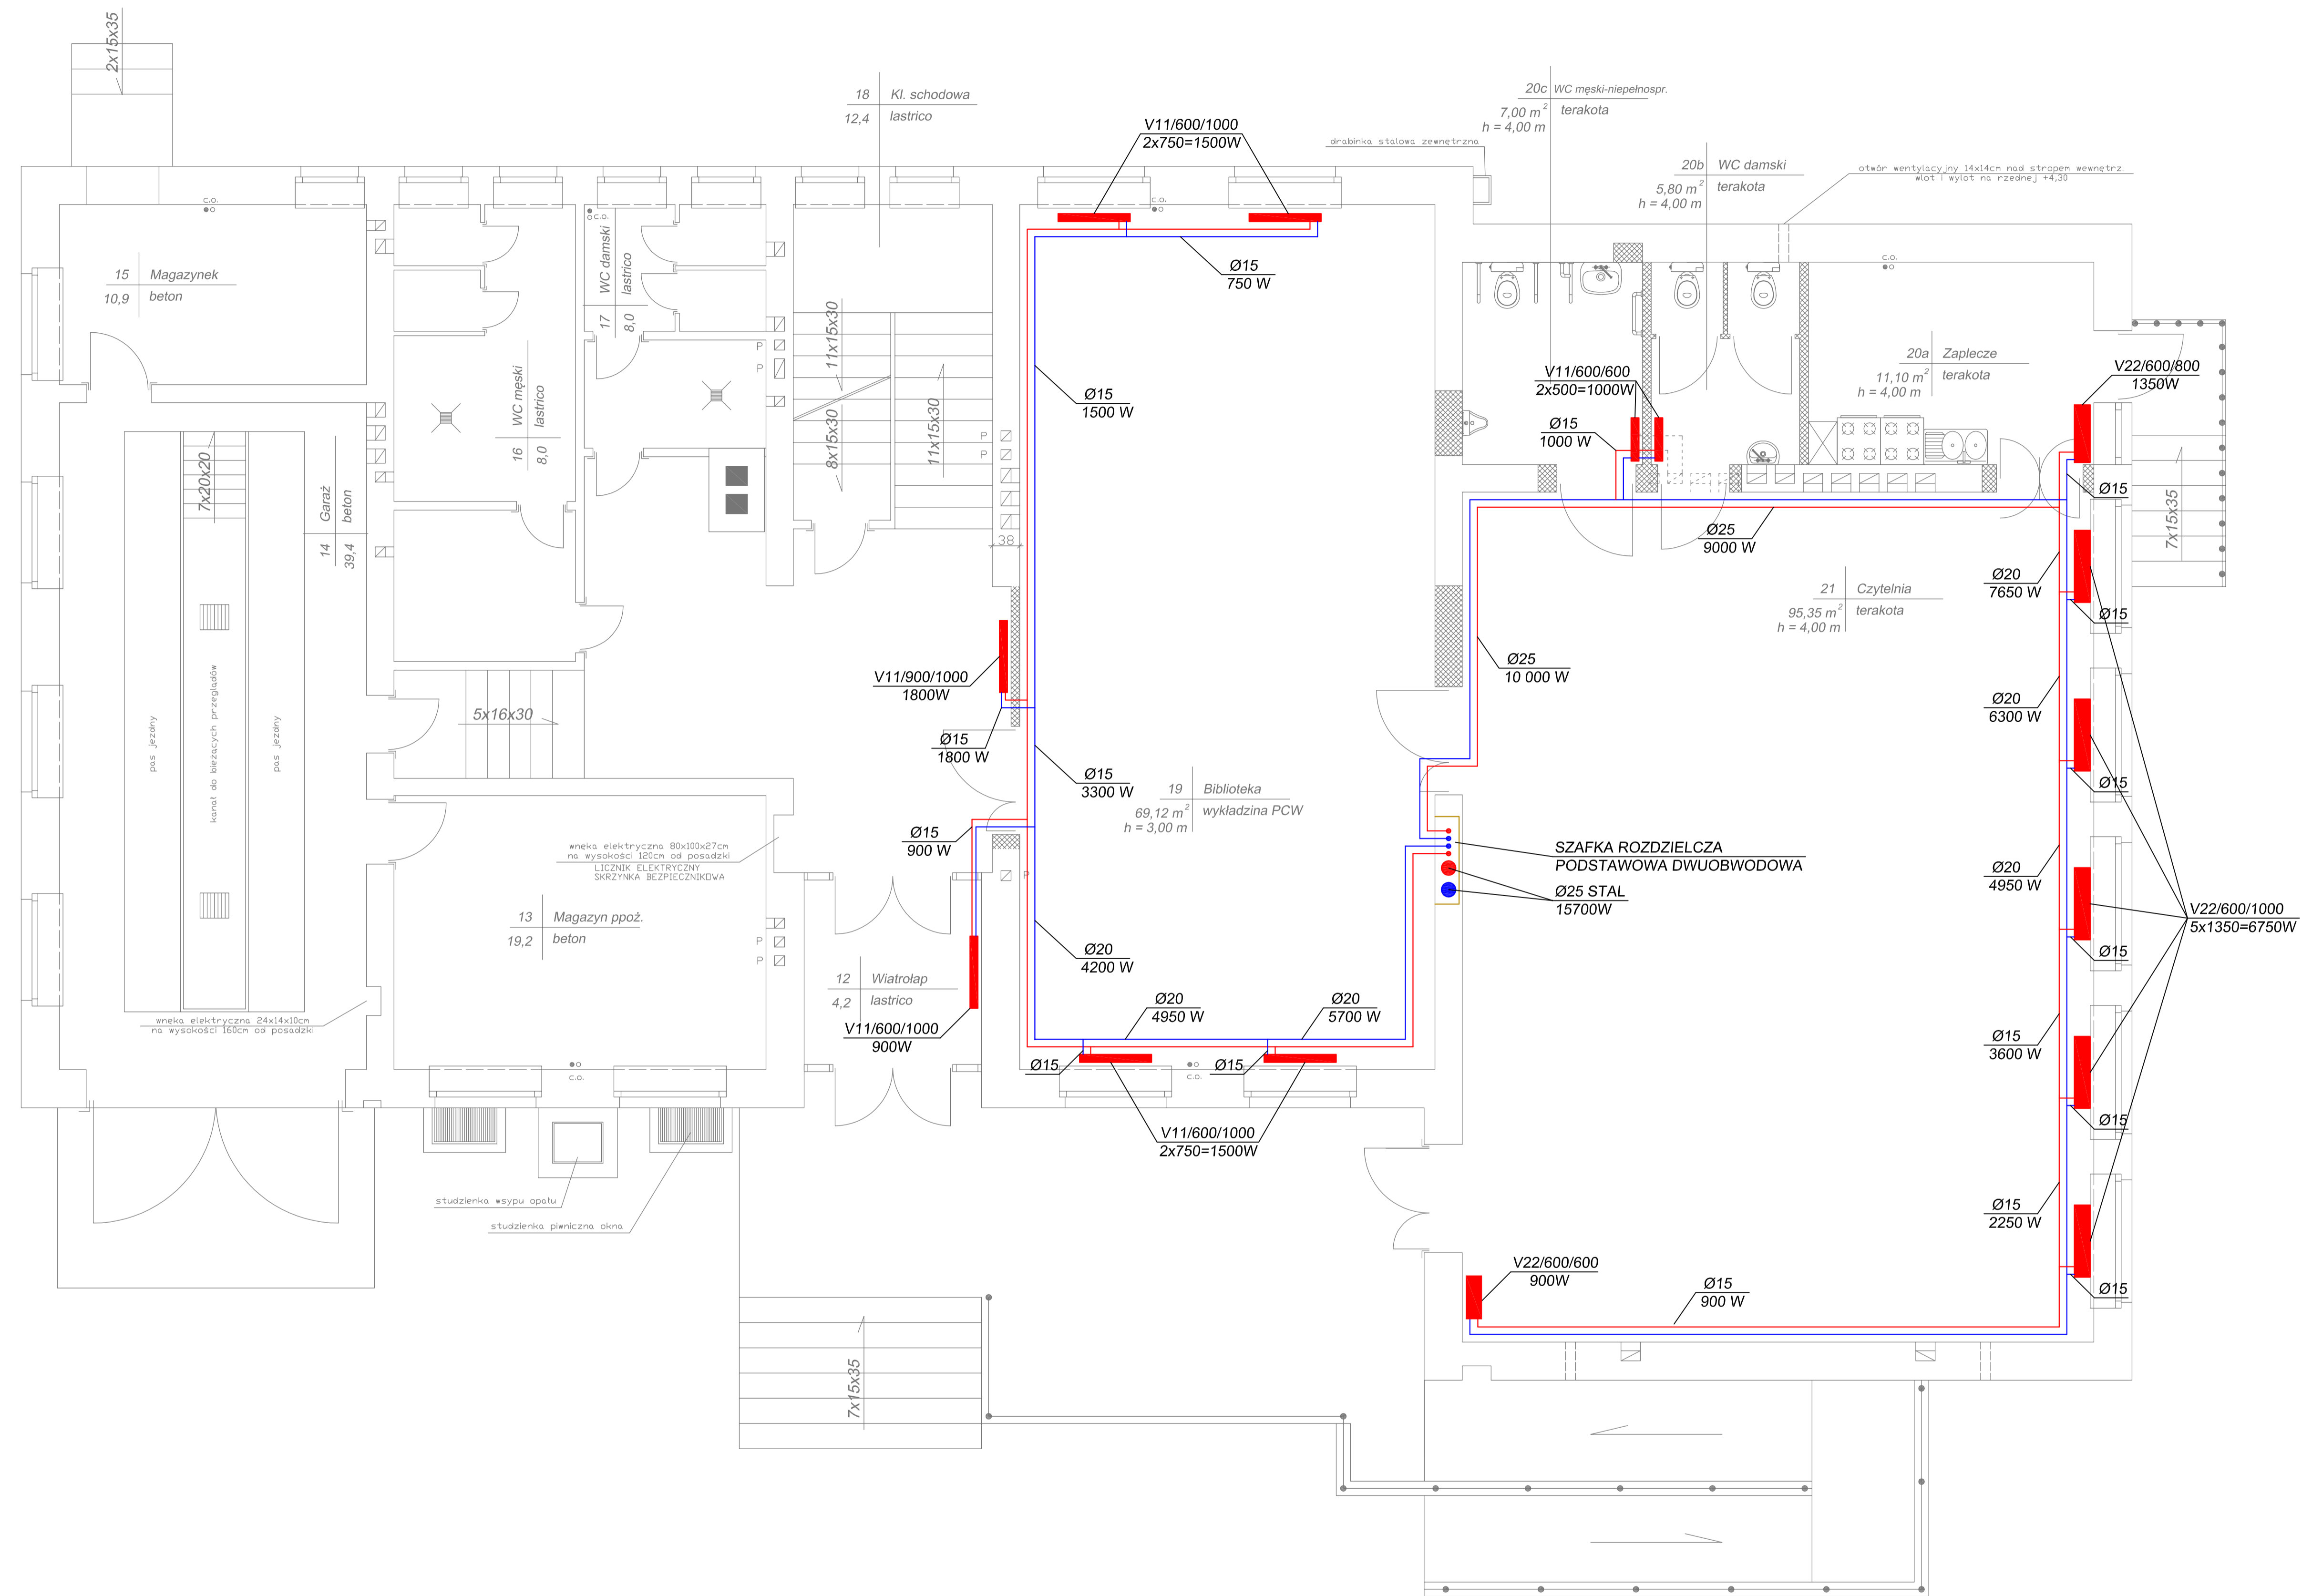 2x15x35
18 Kl. schodowa
12,4 lastrico
V11/600/1000
2x750=1500W
drabinka stalowa zewnętrzna
20c WC męski-niepełnospr.
7,00 m² terakota
h = 4,00 m
20b WC damski
5,80 m² terakota
h = 4,00 m
otwór wentylacyjny 14x14cm nad stropem wewnętrz.
wlot i wylot na rzędnej +4,30
c.o.
c.o.
c.o.
c.o.
15 Magazynek
10,9 beton
17 WC damski
8,0 lastrico
16 WC męski
8,0 lastrico
Ø15
750 W
Ø15
1500 W
11x15x30
8x15x30
11x15x30
P
P
P
P
38
V11/600/600
2x500=1000W
Ø15
1000 W
20a Zaplecze
11,10 m² terakota
h = 4,00 m
V22/600/800
1350W
Ø15
7x15x35
7x20x20
14 Garaż
39,4 beton
Ø25
9000 W
21 Czytelnia
95,35 m² terakota
h = 4,00 m
Ø20
7650 W
Ø15
Ø25
10 000 W
Ø20
6300 W
Ø15
V11/900/1000
1800W
Ø15
1800 W
5x16x30
pas jezdny
kanał do bieżących przeglądów
pas jezdny
Ø15
3300 W
19 Biblioteka
69,12 m² wykładzina PCW
h = 3,00 m
Ø15
900 W
wnęka elektryczna 80x100x27cm
na wysokości 120cm od posadzki
LICZNIK ELEKTRYCZNY
SKRZYNKA BEZPIECZNIKOWA
P
SZAFKA ROZDZIELCZA
PODSTAWOWA DWUOBWODOWA
Ø25 STAL
15700W
Ø20
4950 W
Ø15
V22/600/1000
5x1350=6750W
13 Magazyn ppoż.
19,2 beton
P
P
12 Wiatrołap
4,2 lastrico
Ø20
4200 W
Ø20
4950 W
Ø20
5700 W
wnęka elektryczna 24x14x10cm
na wysokości 160cm od posadzki
V11/600/1000
900W
Ø15
Ø15
c.o.
c.o.
Ø15
3600 W
Ø15
V11/600/1000
2x750=1500W
studzienka wsypu opału
studzienka piwniczna okna
Ø15
2250 W
Ø15
V22/600/600
900W
Ø15
900 W
7x15x35